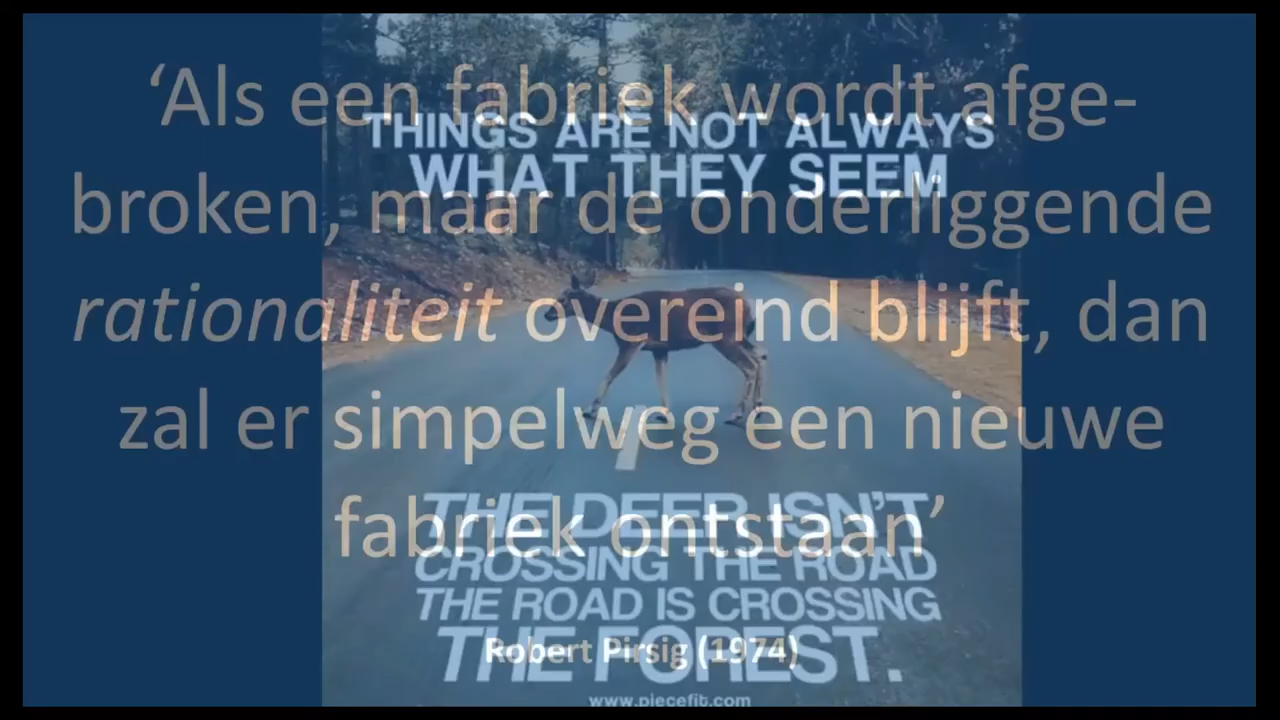 ‘Als een fabriek wordt afge-
broken, maar de onderliggende
rationaliteit overeind blijft, dan
zal er simpelweg een nieuwe
fabriek ontstaan’
Robert Pirsig (1974)
THINGS ARE NOT ALWAYS
WHAT THEY SEEM
THE DEER ISN’T
CROSSING THE ROAD
THE ROAD IS CROSSING
THE FOREST.
www.piecefit.com